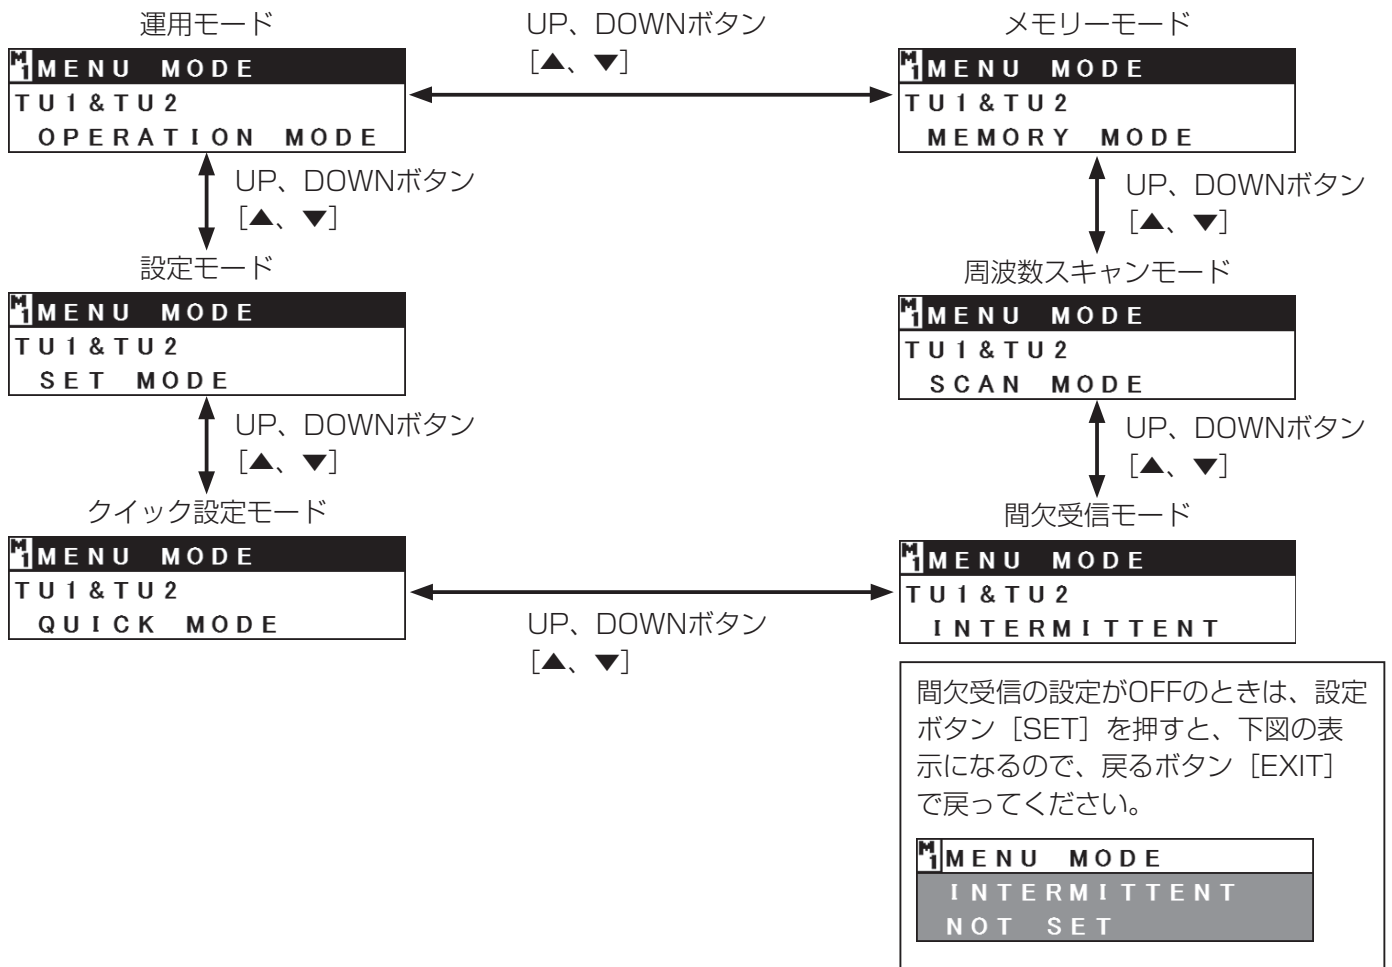 運用モード
UP、DOWNボタン
[▲、▼]
メモリーモード
M1 MENU MODE
TU1&TU2
OPERATION MODE
M1 MENU MODE
TU1&TU2
MEMORY MODE
UP、DOWNボタン
[▲、▼]
UP、DOWNボタン
[▲、▼]
設定モード
周波数スキャンモード
M1 MENU MODE
TU1&TU2
SET MODE
M1 MENU MODE
TU1&TU2
SCAN MODE
UP、DOWNボタン
[▲、▼]
UP、DOWNボタン
[▲、▼]
クイック設定モード
間欠受信モード
M1 MENU MODE
TU1&TU2
QUICK MODE
UP、DOWNボタン
[▲、▼]
M1 MENU MODE
TU1&TU2
INTERMITTENT
間欠受信の設定がOFFのときは、設定
ボタン［SET］を押すと、下図の表
示になるので、戻るボタン［EXIT］
で戻ってください。
M1 MENU MODE
INTERMITTENT
NOT SET